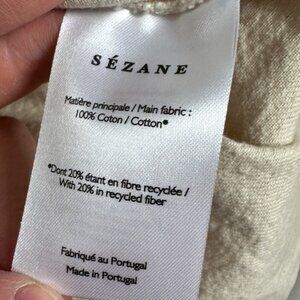 SÉZANE
Matière principale / Main fabric :
100% Coton / Cotton*
*Dont 20% étant en fibre recyclée /
With 20% in recycled fiber
Fabriqué au Portugal
Made in Portugal